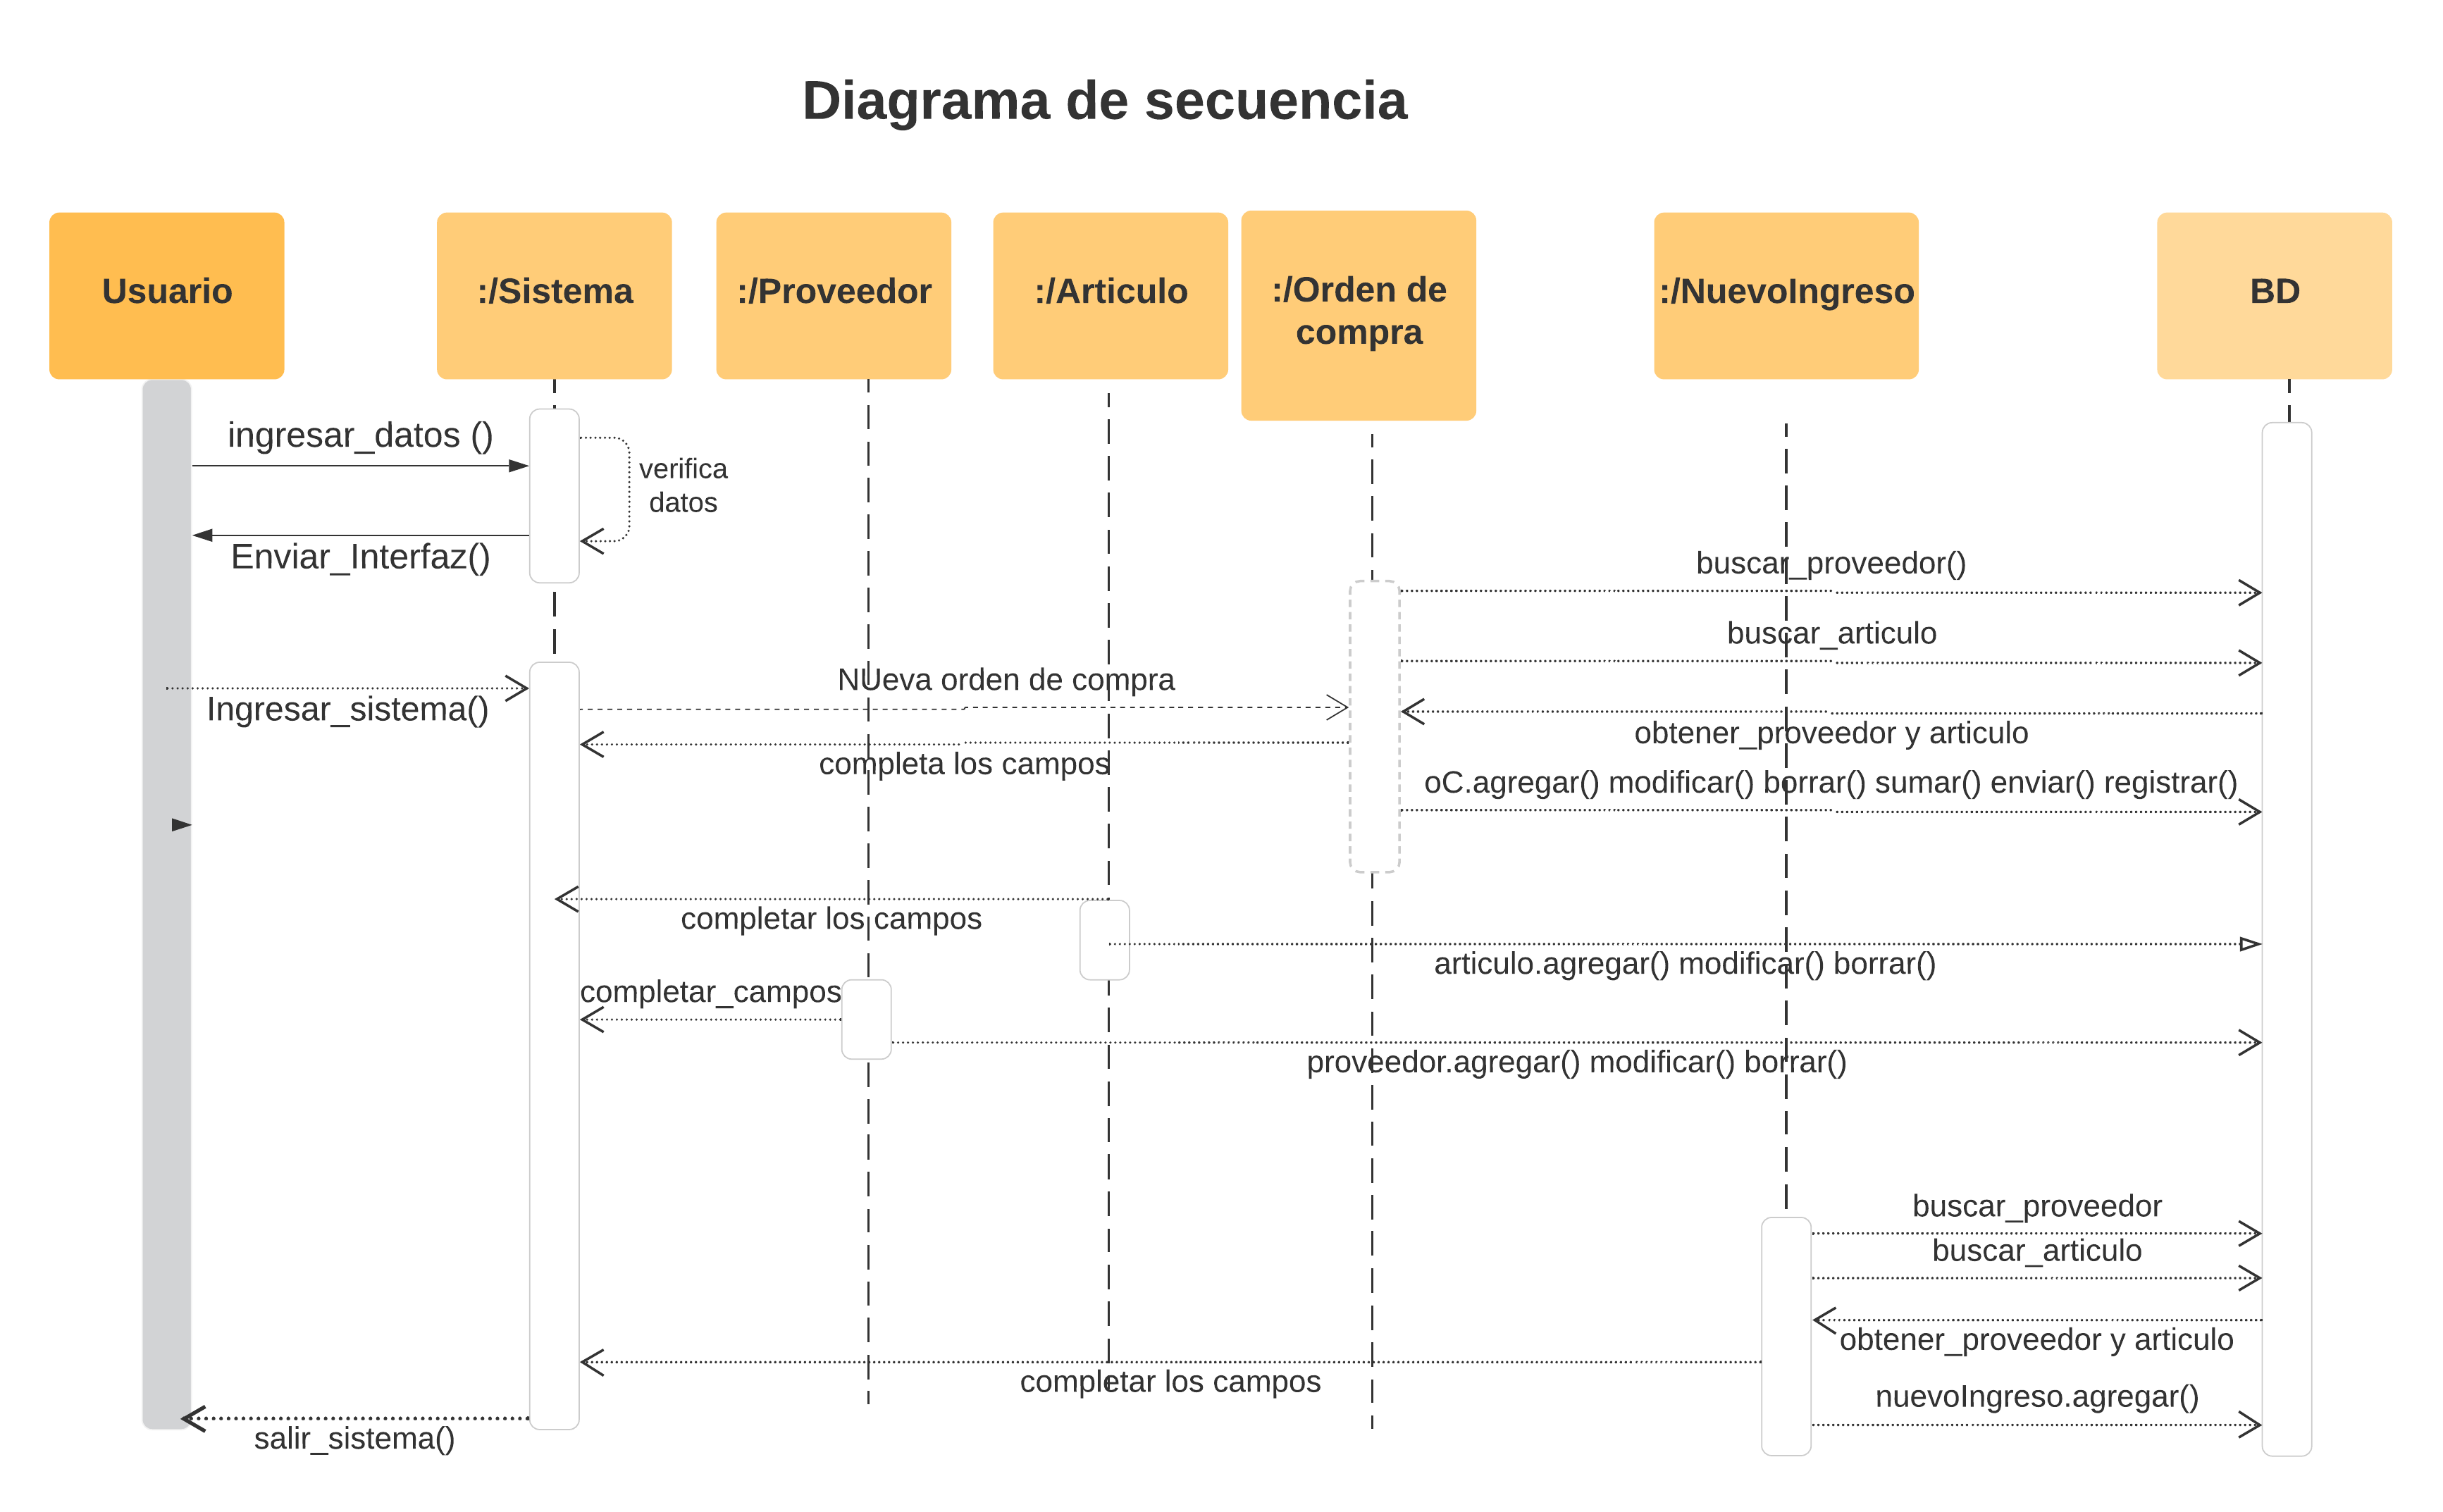 Diagrama de secuencia
Usuario
:/Sistema
:/Proveedor
:/Articulo
:/Orden de
compra
:/NuevoIngreso
BD
ingresar_datos ()
verifica
datos
Enviar_Interfaz()
buscar_proveedor()
buscar_articulo
NUeva orden de compra
Ingresar_sistema()
obtener_proveedor y articulo
completa los campos
oC.agregar() modificar() borrar() sumar() enviar() registrar()
completar los campos
articulo.agregar() modificar() borrar()
completar_campos
proveedor.agregar() modificar() borrar()
buscar_proveedor
buscar_articulo
obtener_proveedor y articulo
completar los campos
nuevoIngreso.agregar()
salir_sistema()